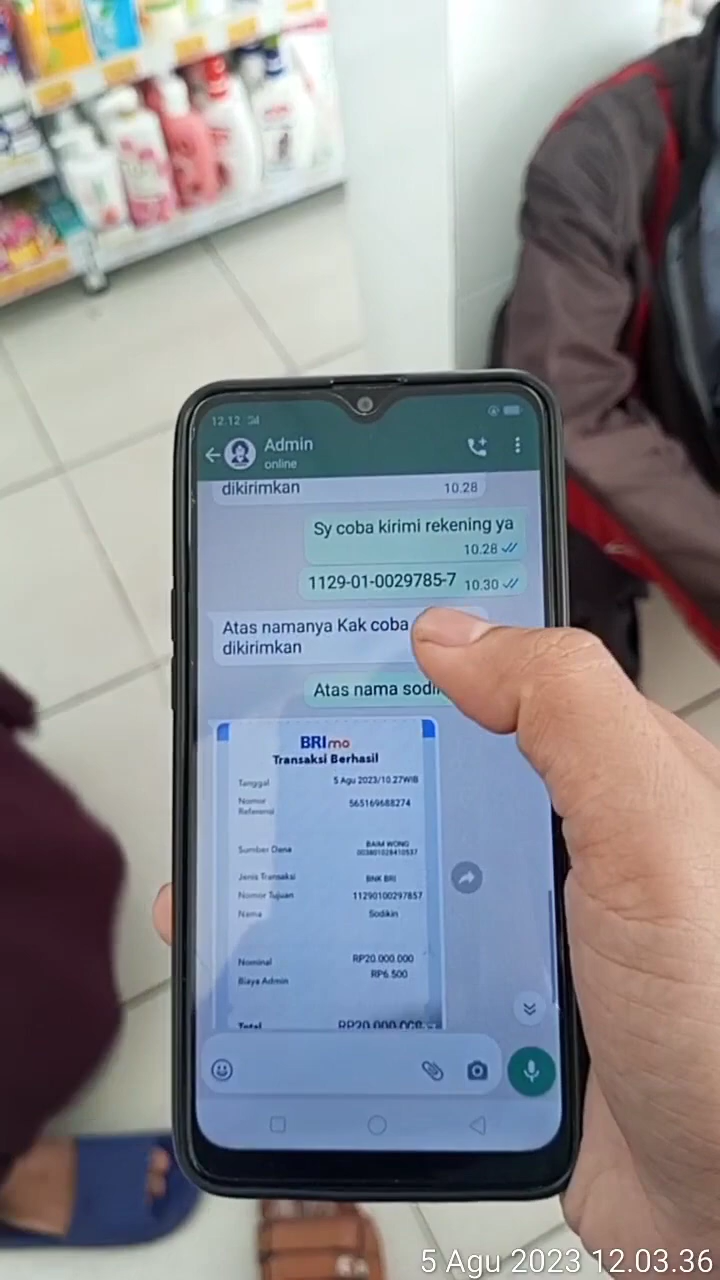 12.12
Admin
online
dikirimkan
10.28
Sy coba kirimi rekening ya
10.28
1129-01-0029785-7 10.30
Atas namanya Kak coba
dikirimkan
Atas nama sodi
BRImo
Transaksi Berhasil
Tanggal 5 Agu 2023/10.27WIB
Nomor 565169688274
Referensi
Sumber Dana BAIM WONG
003801028410537
Jenis Transaksi BNK BRI
Nomor Tujuan 11290100297857
Nama Sodikin
Nominal RP20.000.000
Biaya Admin RP6.500
Total
5 Agu 2023 12.03.36